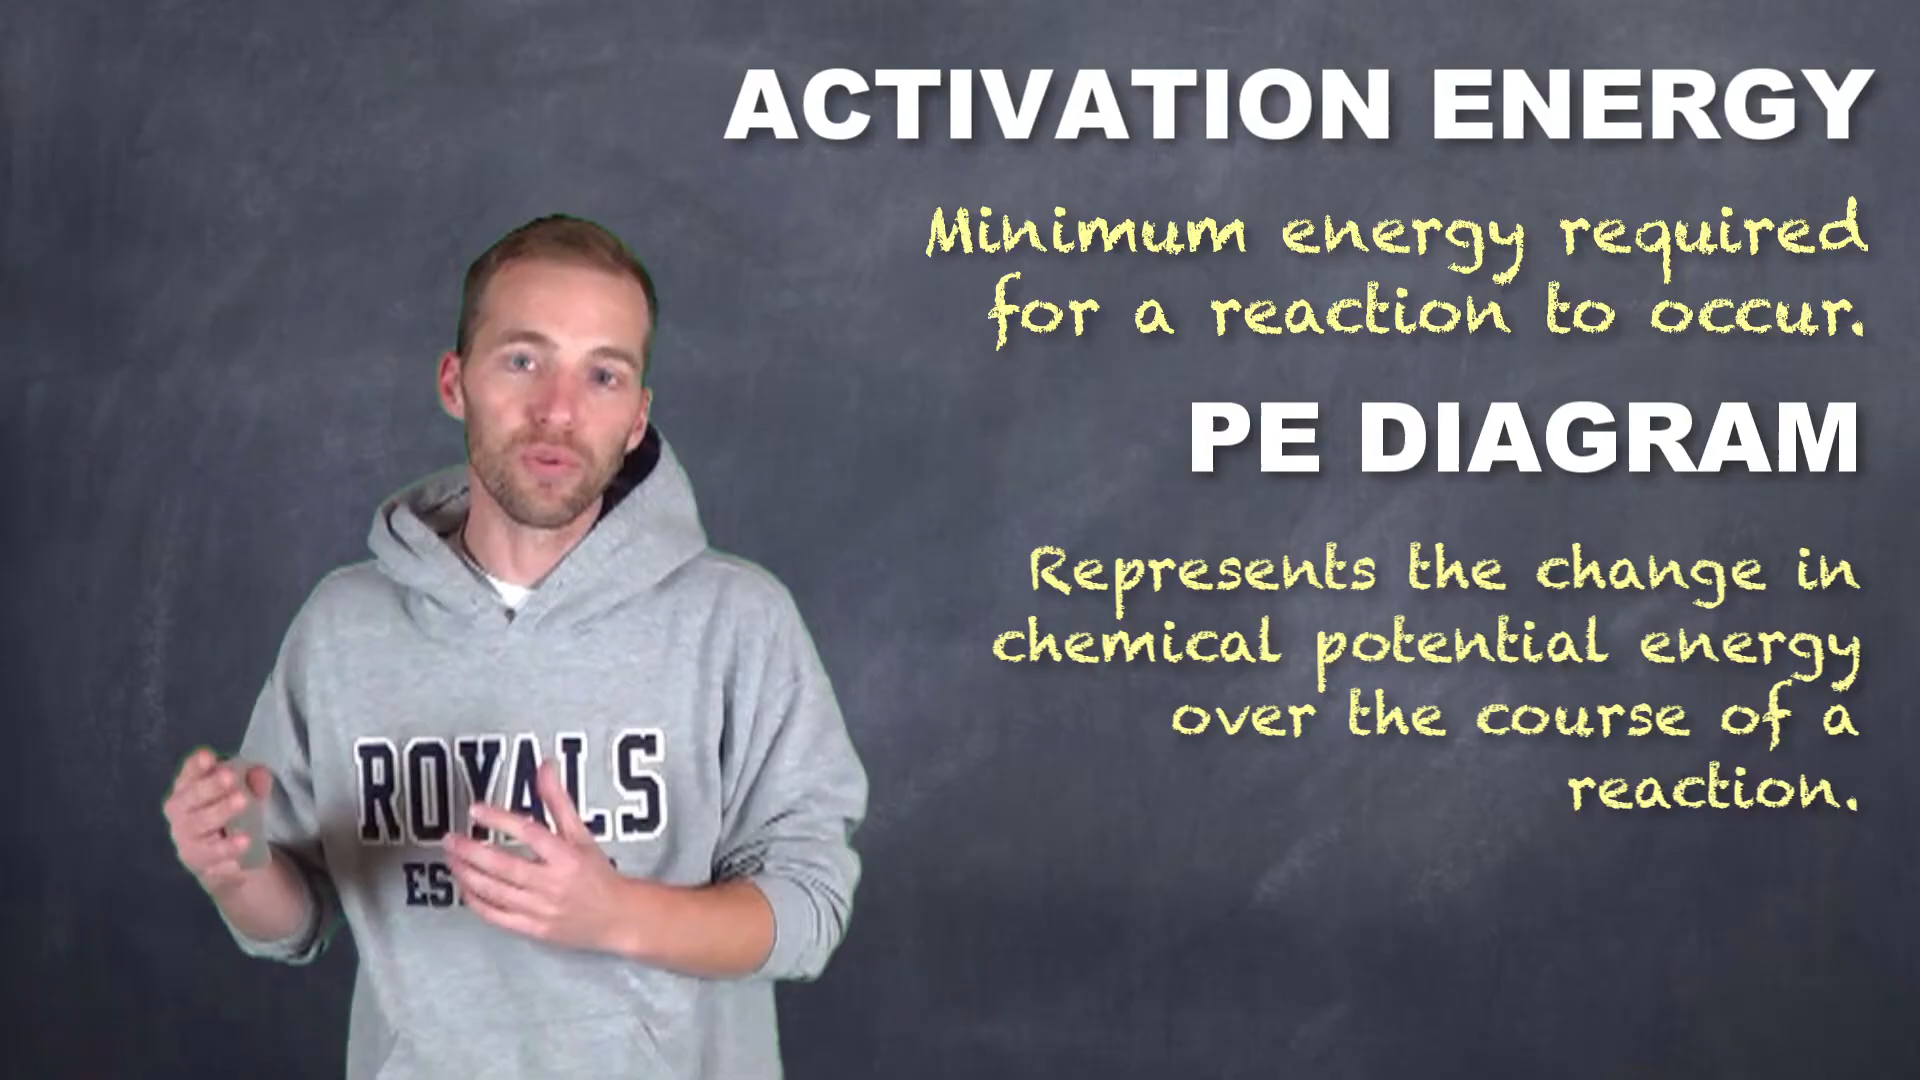 ACTIVATION ENERGY
Minimum energy required
for a reaction to occur.
PE DIAGRAM
Represents the change in
chemical potential energy
over the course of a
reaction.
ROYALS